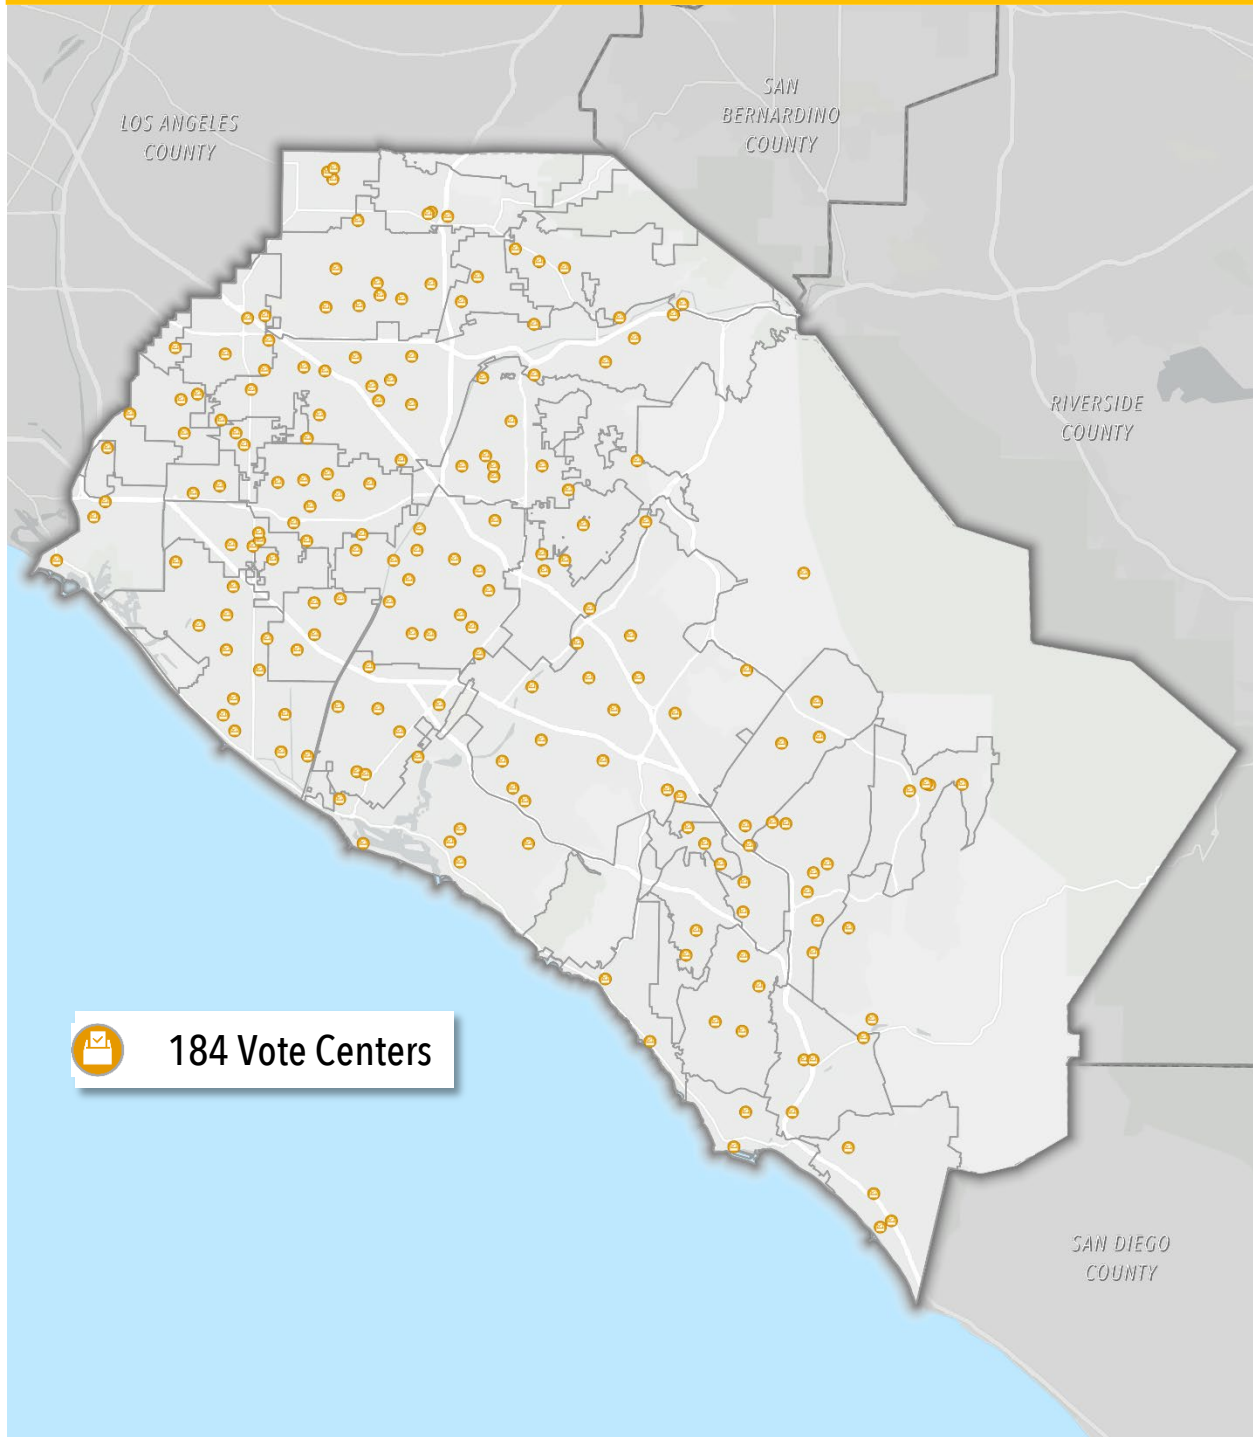 SAN
BERNARDINO
COUNTY
LOS ANGELES
COUNTY
RIVERSIDE
COUNTY
184 Vote Centers
SAN DIEGO
COUNTY